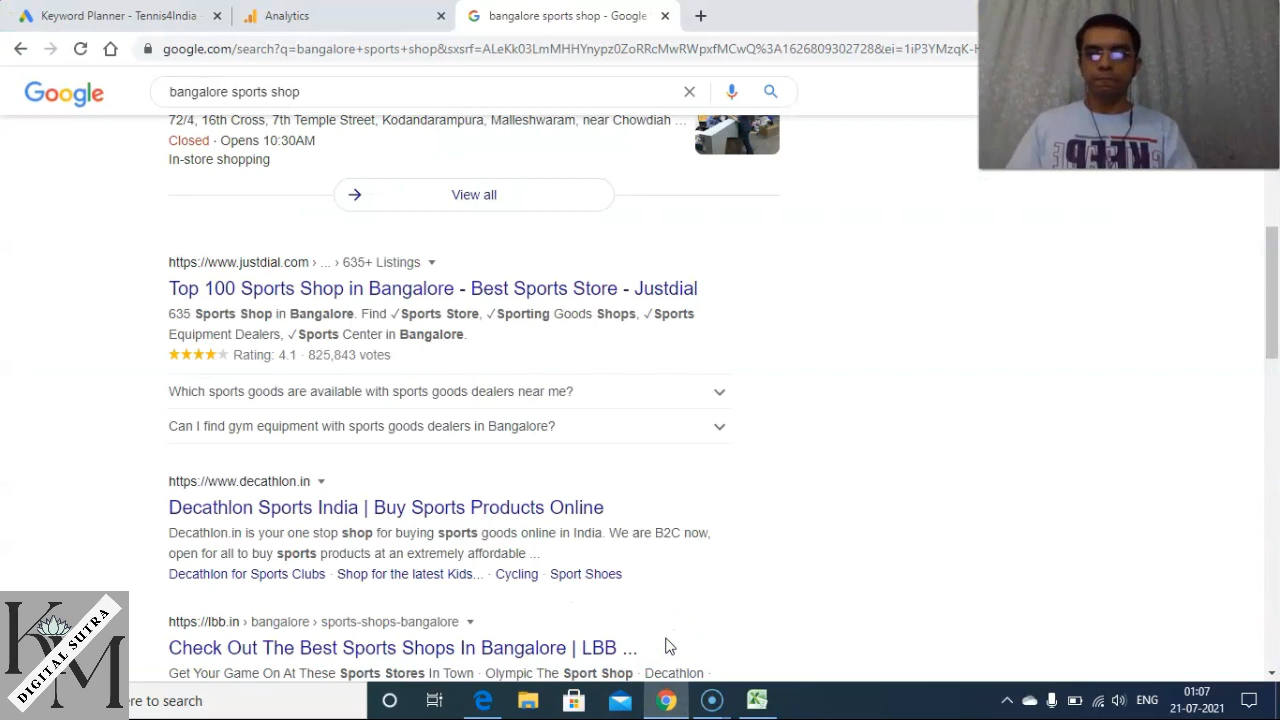 Keyword Planner - Tennis4India
Analytics
bangalore sports shop - Google
google.com/search?q=bangalore+sports+shop&sxsrf=ALeKk03LmMHHYnypz0ZoRRcMwRWpxfMCwQ%3A1626809302728&ei=1iP3YMzqK-H
Google
bangalore sports shop
72/4, 16th Cross, 7th Temple Street, Kodandarampura, Malleshwaram, near Chowdiah ...
Closed · Opens 10:30AM
In-store shopping
View all
https://www.justdial.com › ... › 635+ Listings
Top 100 Sports Shop in Bangalore - Best Sports Store - Justdial
635 Sports Shop in Bangalore. Find ✓Sports Store, ✓Sporting Goods Shops, ✓Sports
Equipment Dealers, ✓Sports Center in Bangalore.
Rating: 4.1 · 825,843 votes
Which sports goods are available with sports goods dealers near me?
Can I find gym equipment with sports goods dealers in Bangalore?
https://www.decathlon.in
Decathlon Sports India | Buy Sports Products Online
Decathlon.in is your one stop shop for buying sports goods online in India. We are B2C now,
open for all to buy sports products at an extremely affordable ...
Decathlon for Sports Clubs · Shop for the latest Kids... · Cycling · Sport Shoes
https://lbb.in › bangalore › sports-shops-bangalore
Check Out The Best Sports Shops In Bangalore | LBB ...
Get Your Game On At These Sports Stores In Town · Olympic The Sport Shop · Decathlon ·
KM
DIGITAL SUTRA
ere to search
ENG
01:07
21-07-2021